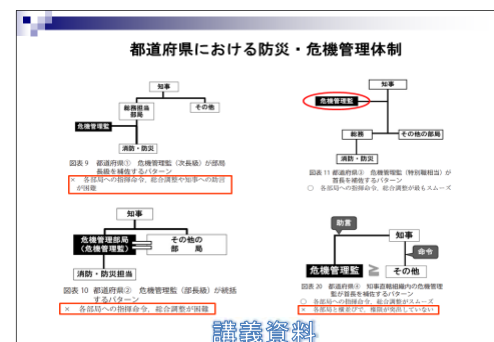 都道府県における防災・危機管理体制
知事
総務担当
部局
その他
危機管理監
消防・防災
図表 9 都道府県① 危機管理監（次長級）が部局
長級を補佐するパターン
× 各部局への指揮命令、総合調整や知事への助言
が困難
知事
危機管理監
総務
その他の部局
消防・防災
図表 11 都道府県③ 危機管理監（特別職相当）が
首長を補佐するパターン
○ 各部局への指揮命令、総合調整が最もスムーズ
知事
危機管理部局
（危機管理監）
その他の
部 局
消防・防災担当
図表 10 都道府県② 危機管理監（部長級）が統括
するパターン
× 各部局への指揮命令、総合調整が困難
助言
知事
命令
危機管理監
≧
その他
図表 20 都道府県④ 知事直轄組織内の危機管理
監が首長を補佐するパターン
○ 各部局への指揮命令、総合調整がスムーズ
× 各部局と横並びで、権限が突出していない
講義資料